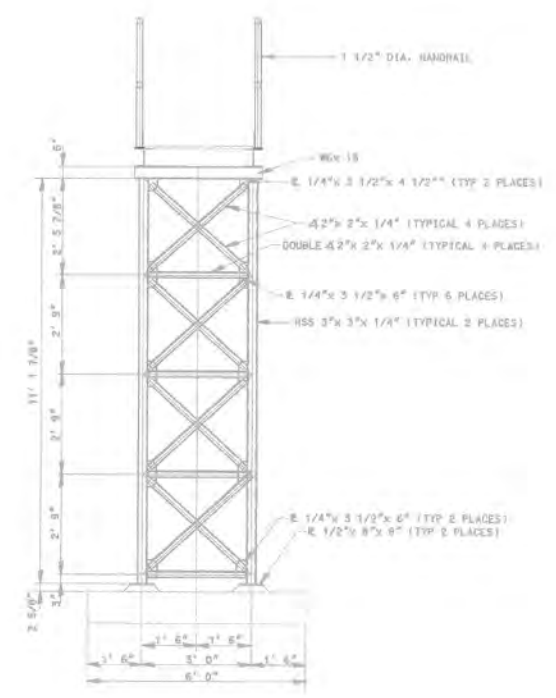 1 1/2" DIA. HANDRAIL
W6x 15
6"
℄ 1/4"x 3 1/2"x 4 1/2"" (TYP 2 PLACES)
2' 5 7/8"
∡2"x 2"x 1/4" (TYPICAL 4 PLACES)
DOUBLE ∡2"x 2"x 1/4" (TYPICAL 4 PLACES)
℄ 1/4"x 3 1/2"x 6" (TYP 6 PLACES)
HSS 3"x 3"x 1/4" (TYPICAL 2 PLACES)
2' 9"
11' 1 7/8"
2' 9"
2' 9"
℄ 1/4"x 3 1/2"x 6" (TYP 2 PLACES)
℄ 1/2"x 8"x 8" (TYP 2 PLACES)
2 5/8"
3"
1' 6"
1' 6"
1' 6"
3' 0"
1' 6"
6' 0"